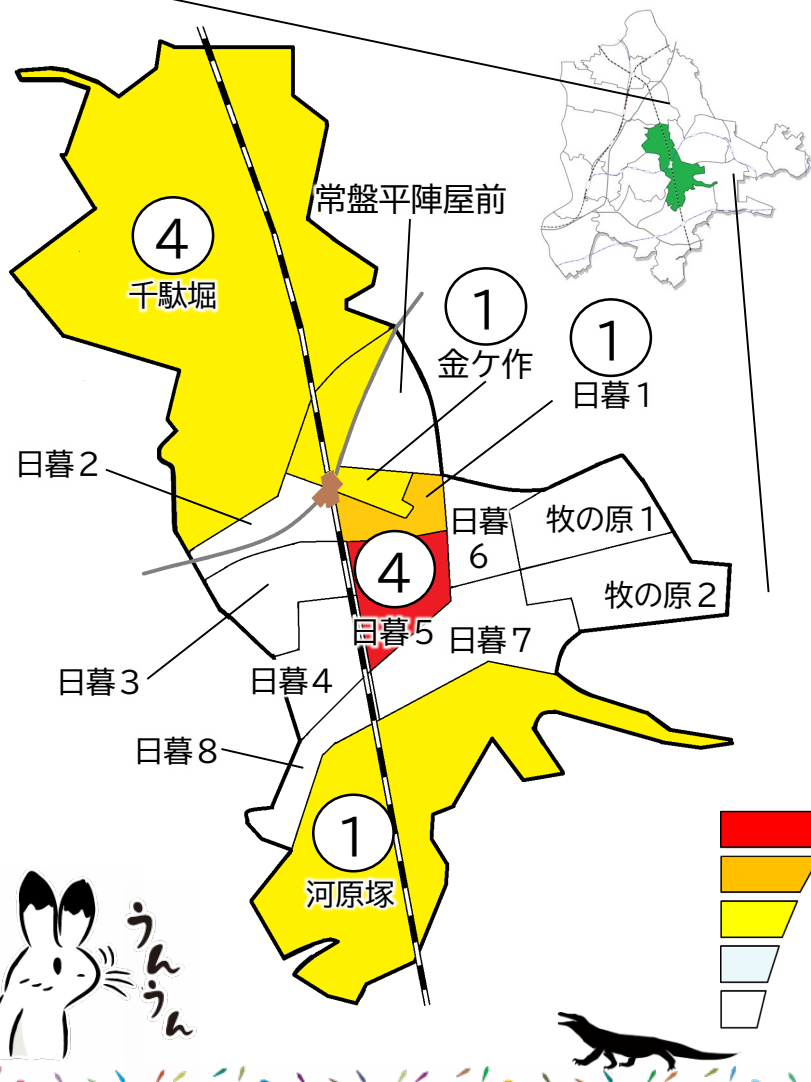 常盤平陣屋前
4
千駄堀
1
金ケ作
1
日暮1
日暮2
日暮
6
牧の原1
4
牧の原2
日暮5
日暮7
日暮3
日暮4
日暮8
1
河原塚
うんうん